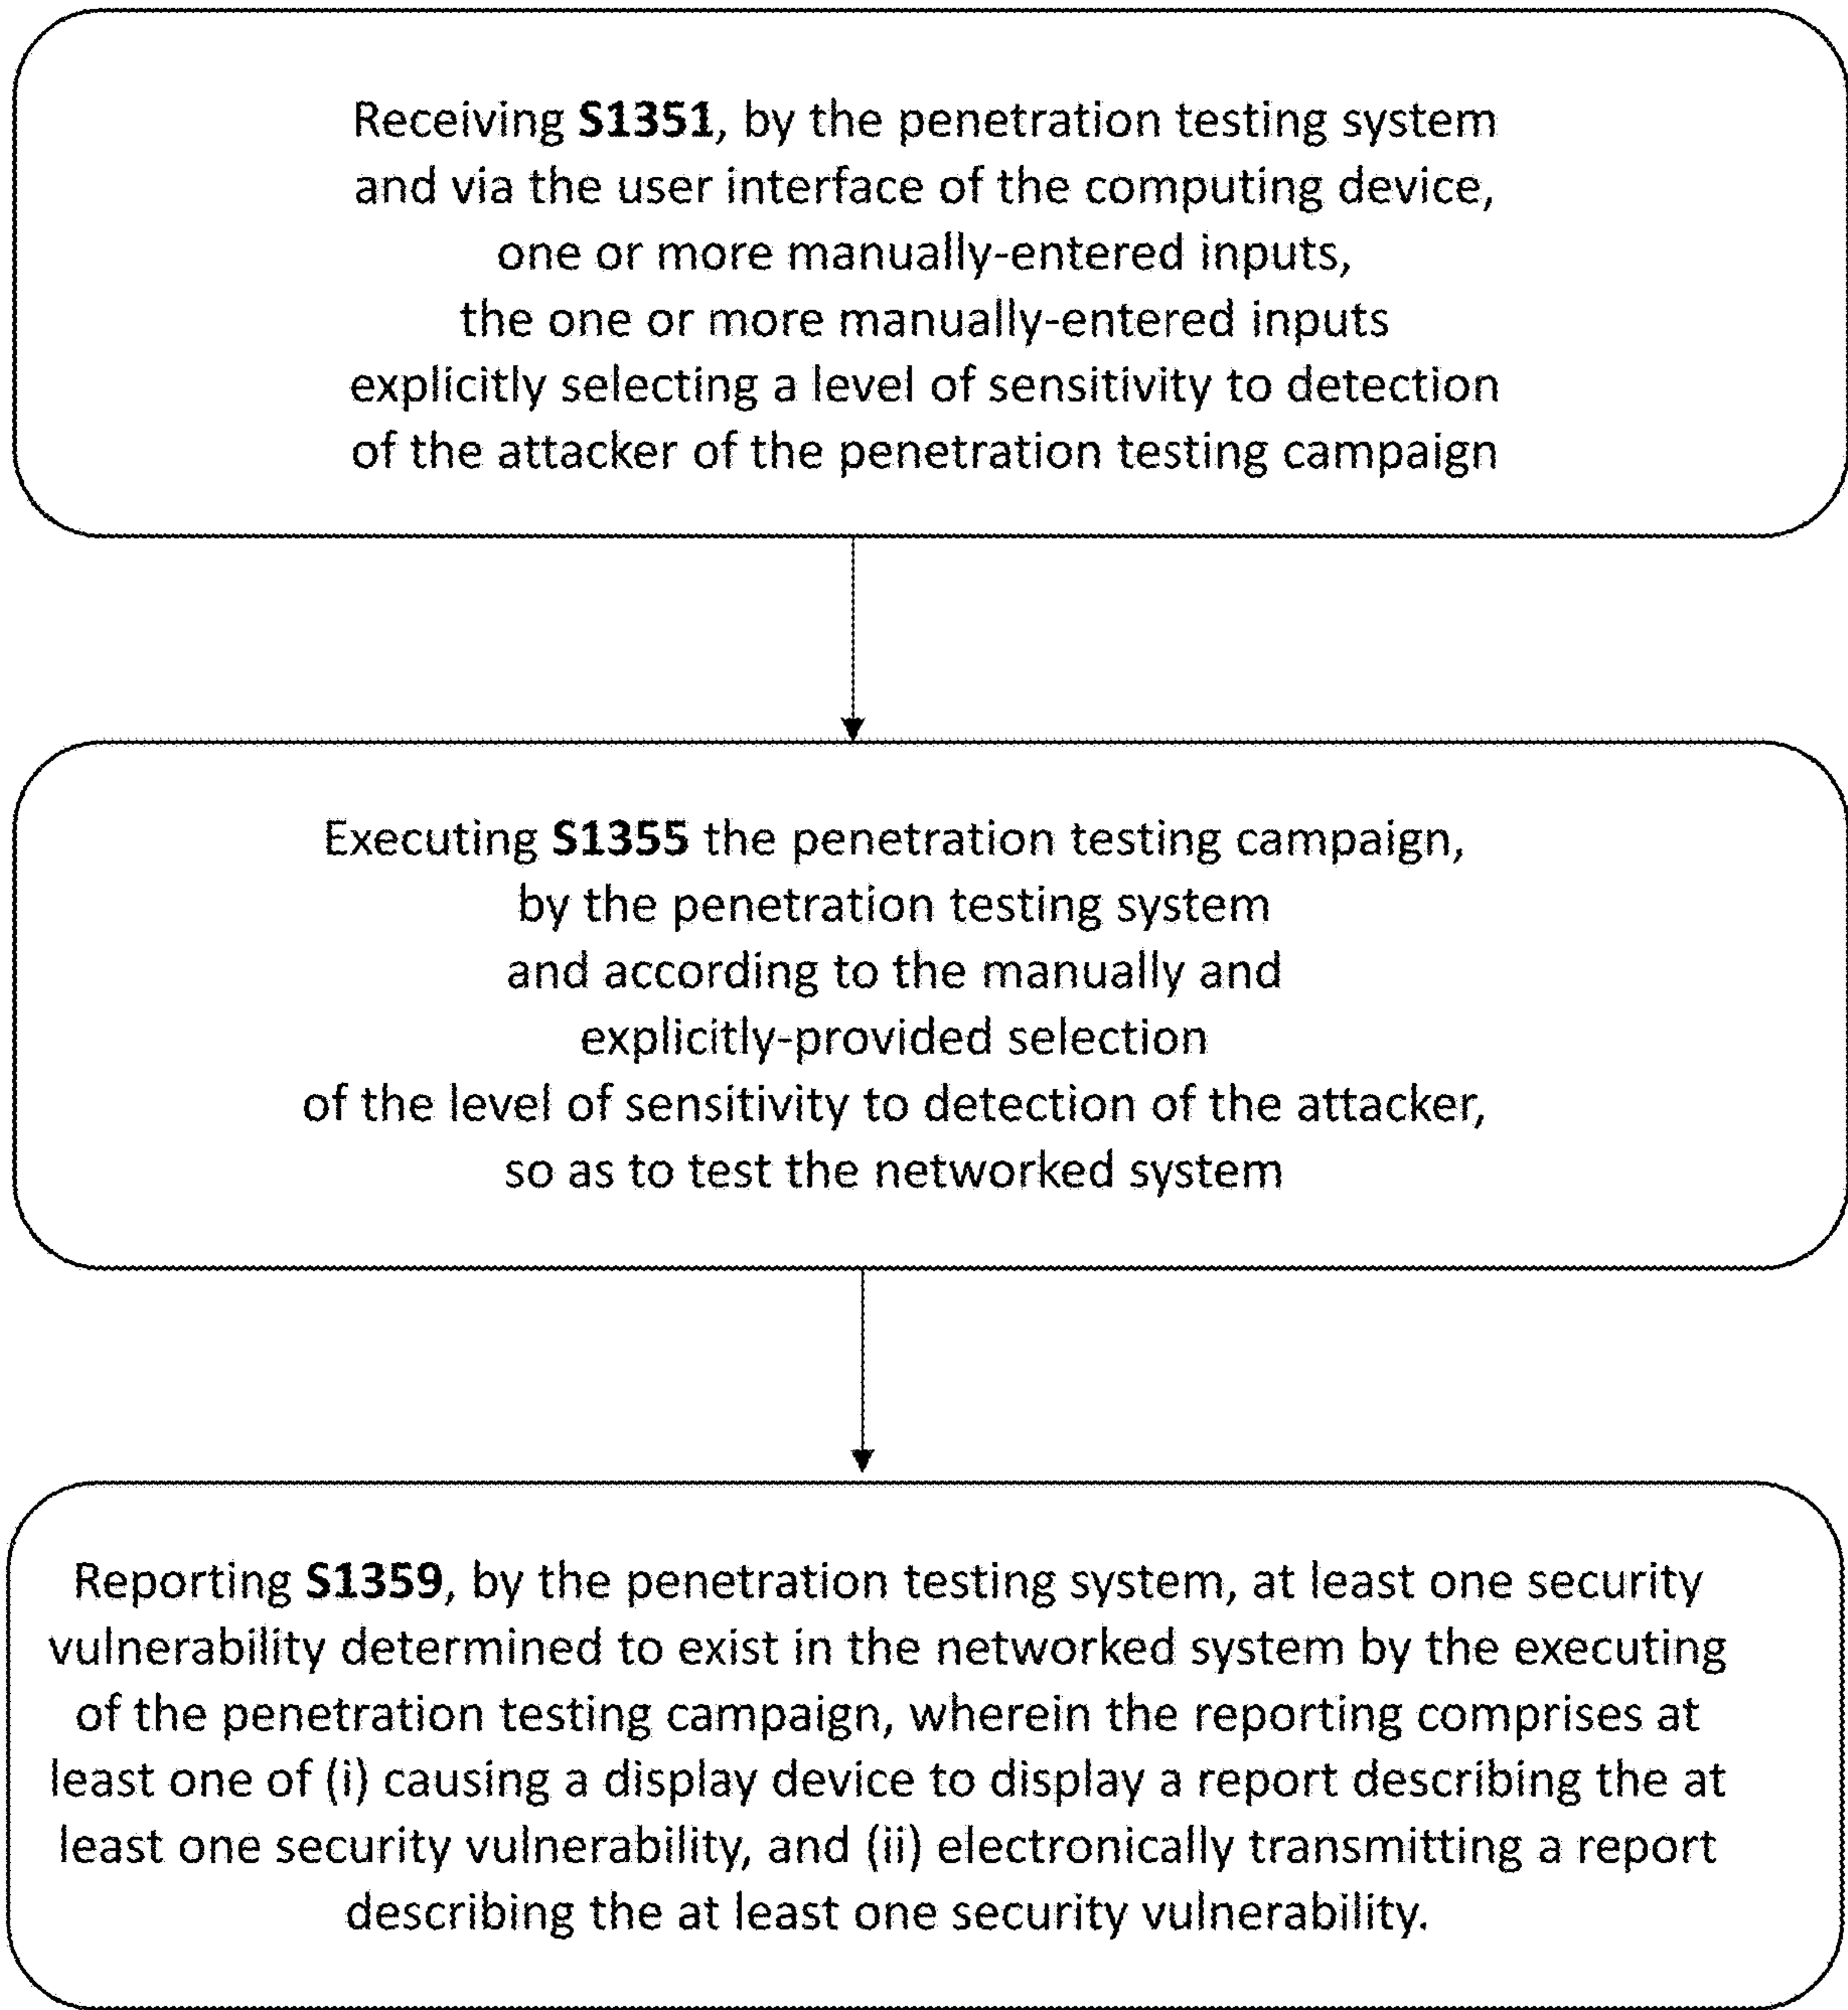 Receiving S1351, by the penetration testing system
and via the user interface of the computing device,
one or more manually-entered inputs,
the one or more manually-entered inputs
explicitly selecting a level of sensitivity to detection
of the attacker of the penetration testing campaign
Executing S1355 the penetration testing campaign,
by the penetration testing system
and according to the manually and
explicitly-provided selection
of the level of sensitivity to detection of the attacker,
so as to test the networked system
Reporting S1359, by the penetration testing system, at least one security
vulnerability determined to exist in the networked system by the executing
of the penetration testing campaign, wherein the reporting comprises at
least one of (i) causing a display device to display a report describing the at
least one security vulnerability, and (ii) electronically transmitting a report
describing the at least one security vulnerability.